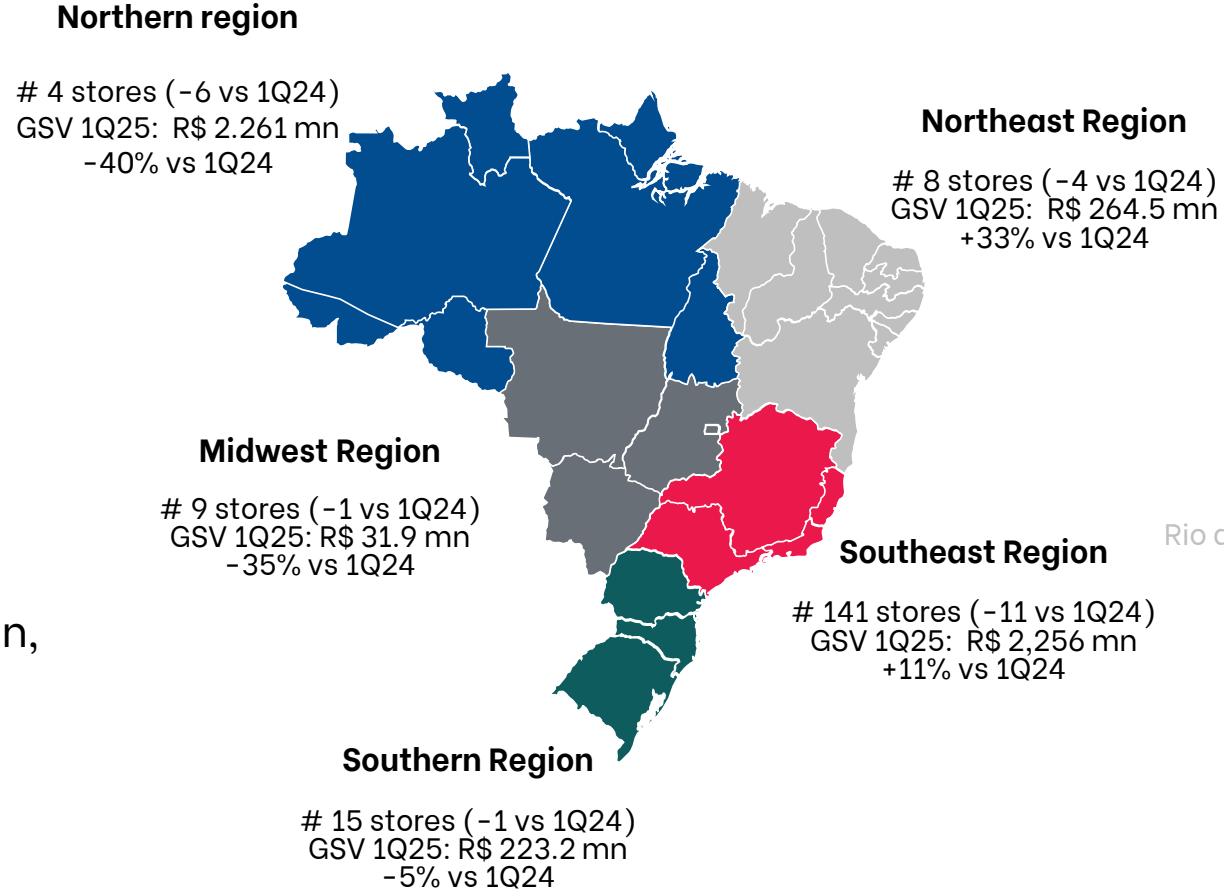 Northern region
# 4 stores (-6 vs 1Q24)
GSV 1Q25: R$ 2.261 mn
-40% vs 1Q24
Northeast Region
# 8 stores (-4 vs 1Q24)
GSV 1Q25: R$ 264.5 mn
+33% vs 1Q24
Midwest Region
# 9 stores (-1 vs 1Q24)
GSV 1Q25: R$ 31.9 mn
-35% vs 1Q24
Rio
Southeast Region
# 141 stores (-11 vs 1Q24)
GSV 1Q25: R$ 2,256 mn
+11% vs 1Q24
n,
Southern Region
# 15 stores (-1 vs 1Q24)
GSV 1Q25: R$ 223.2 mn
-5% vs 1Q24